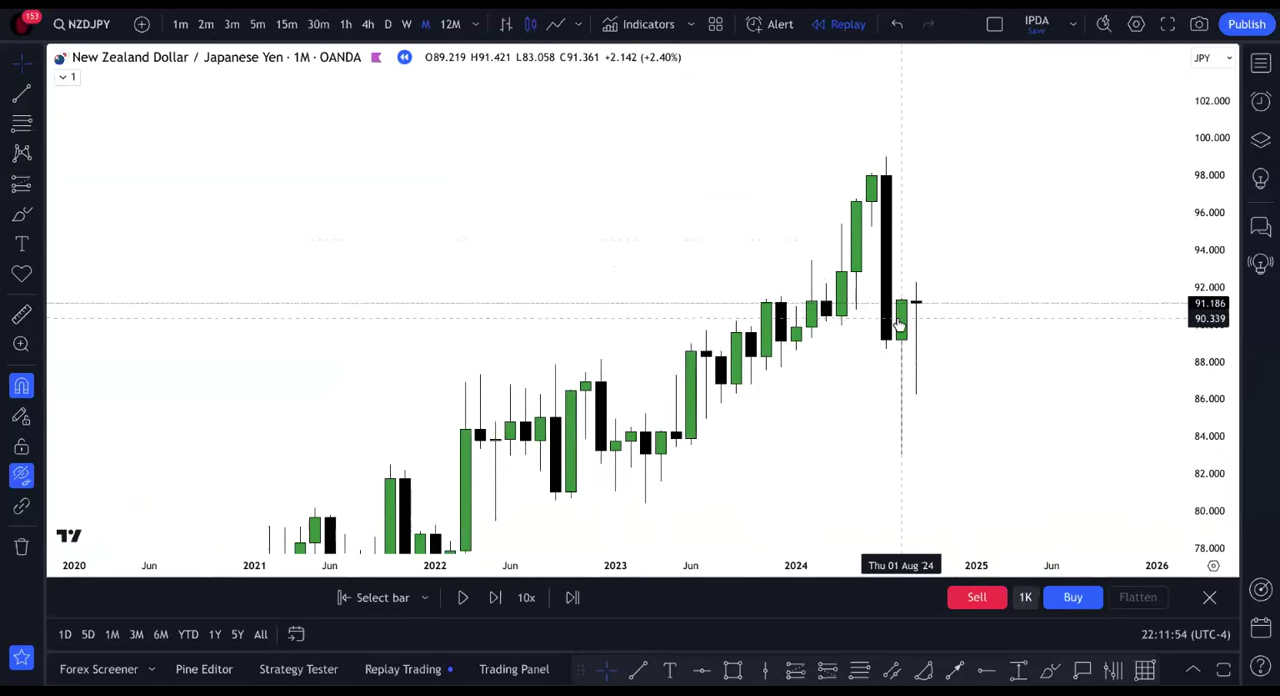 153
NZDJPY
1m 2m 3m 5m 15m 30m 1h 4h D W M 12M
Indicators
Alert
Replay
IPDA
Save
Publish
New Zealand Dollar / Japanese Yen · 1M · OANDA
O89.219 H91.421 L83.058 C91.361 +2.142 (+2.40%)
JPY
1
102.000
100.000
98.000
96.000
94.000
92.000
91.186
90.339
88.000
86.000
84.000
82.000
80.000
78.000
2020 Jun 2021 Jun 2022 Jun 2023 Jun 2024 Thu 01 Aug '24 2025 Jun 2026
Select bar 10x
Sell 1K Buy Flatten
1D 5D 1M 3M 6M YTD 1Y 5Y All
22:11:54 (UTC-4)
Forex Screener Pine Editor Strategy Tester Replay Trading Trading Panel